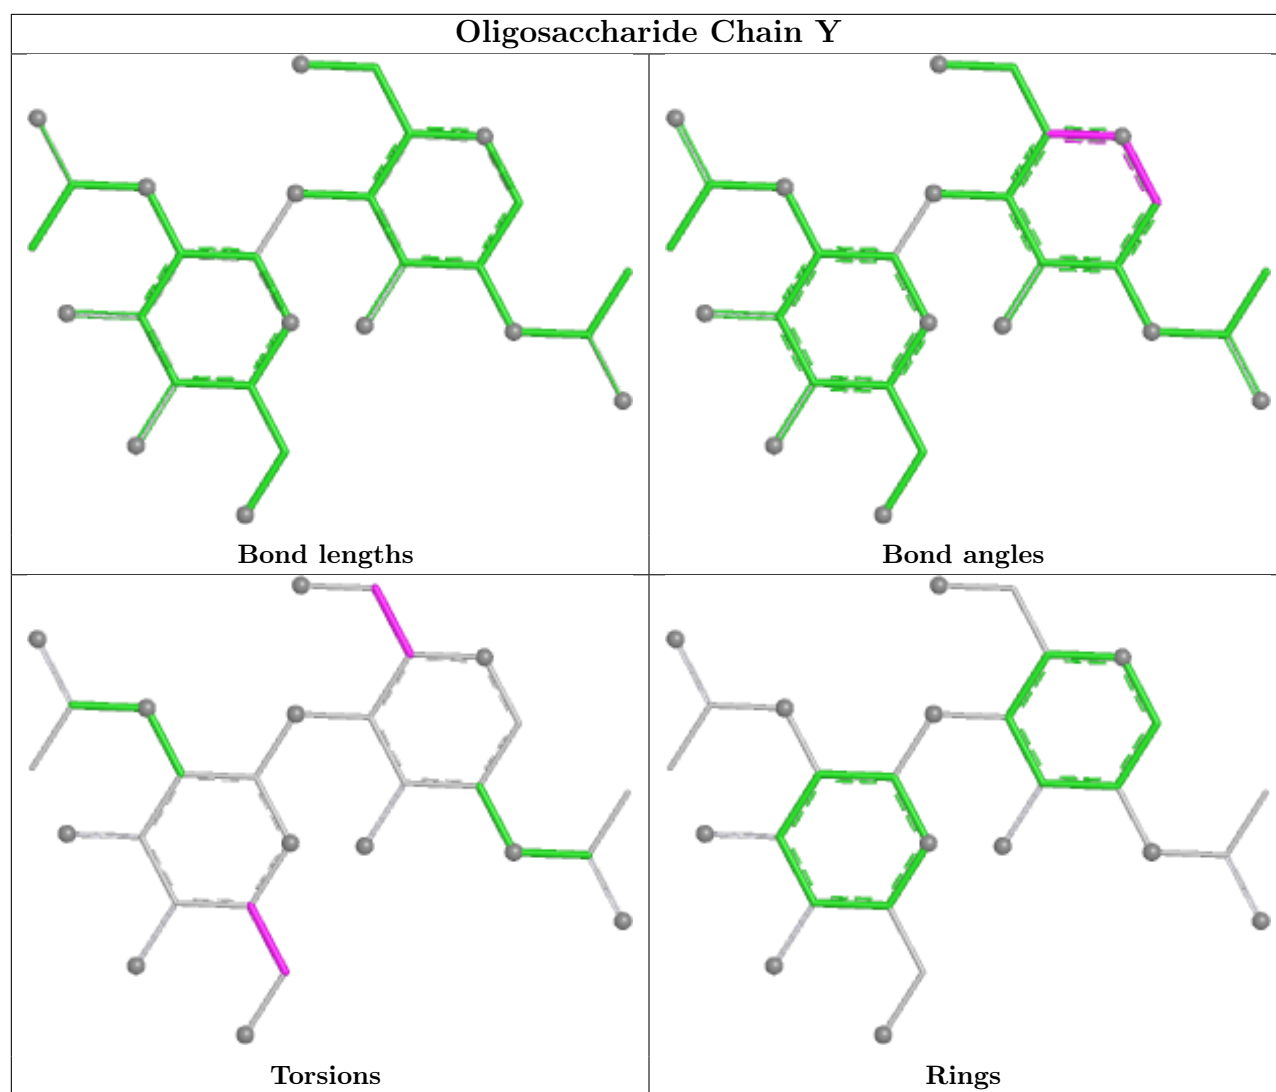 Oligosaccharide Chain Y
Bond lengths
Bond angles
Torsions
Rings